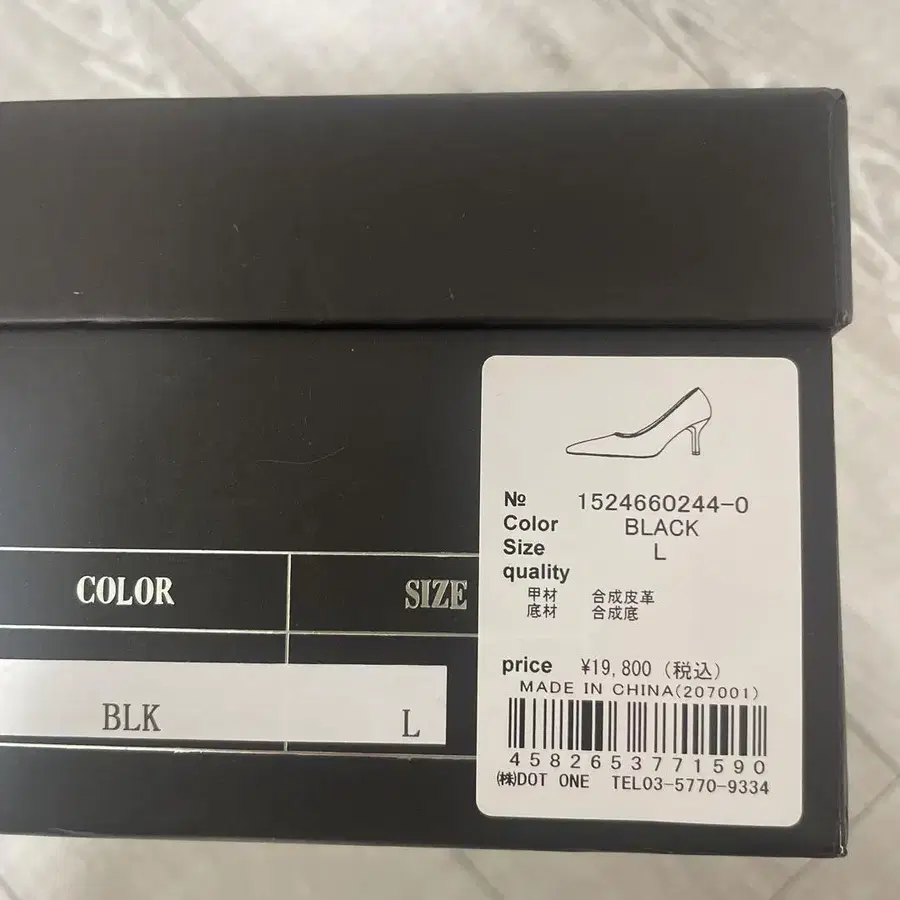 COLOR SIZE
BLK L
№ 1524660244-0
Color BLACK
Size L
quality
甲材 合成皮革
底材 合成底
price ¥19,800 (税込)
MADE IN CHINA(207001)
4582653771590
㈱DOT ONE TEL03-5770-9334